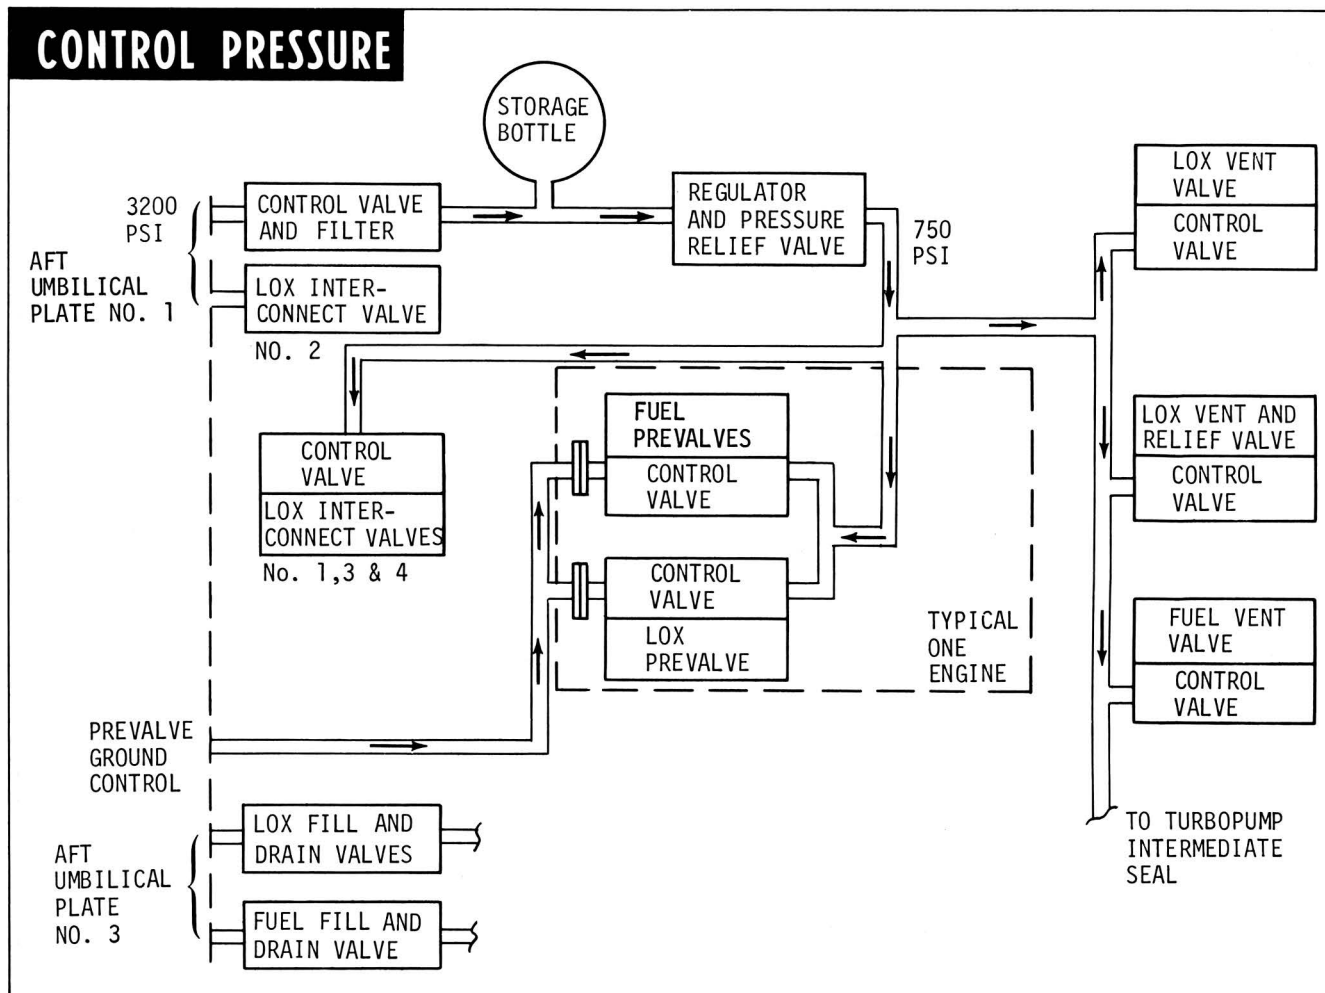 CONTROL PRESSURE
STORAGE
BOTTLE
3200
PSI
CONTROL VALVE
AND FILTER
REGULATOR
AND PRESSURE
RELIEF VALVE
750
PSI
LOX VENT
VALVE
CONTROL
VALVE
AFT
UMBILICAL
PLATE NO. 1
LOX INTER-
CONNECT VALVE
NO. 2
CONTROL
VALVE
LOX INTER-
CONNECT VALVES
No. 1,3 & 4
FUEL
PREVALVES
CONTROL
VALVE
CONTROL
VALVE
LOX
PREVALVE
TYPICAL
ONE
ENGINE
LOX VENT AND
RELIEF VALVE
CONTROL
VALVE
FUEL VENT
VALVE
CONTROL
VALVE
PREVALVE
GROUND
CONTROL
AFT
UMBILICAL
PLATE
NO. 3
LOX FILL AND
DRAIN VALVES
FUEL FILL AND
DRAIN VALVE
TO TURBOPUMP
INTERMEDIATE
SEAL